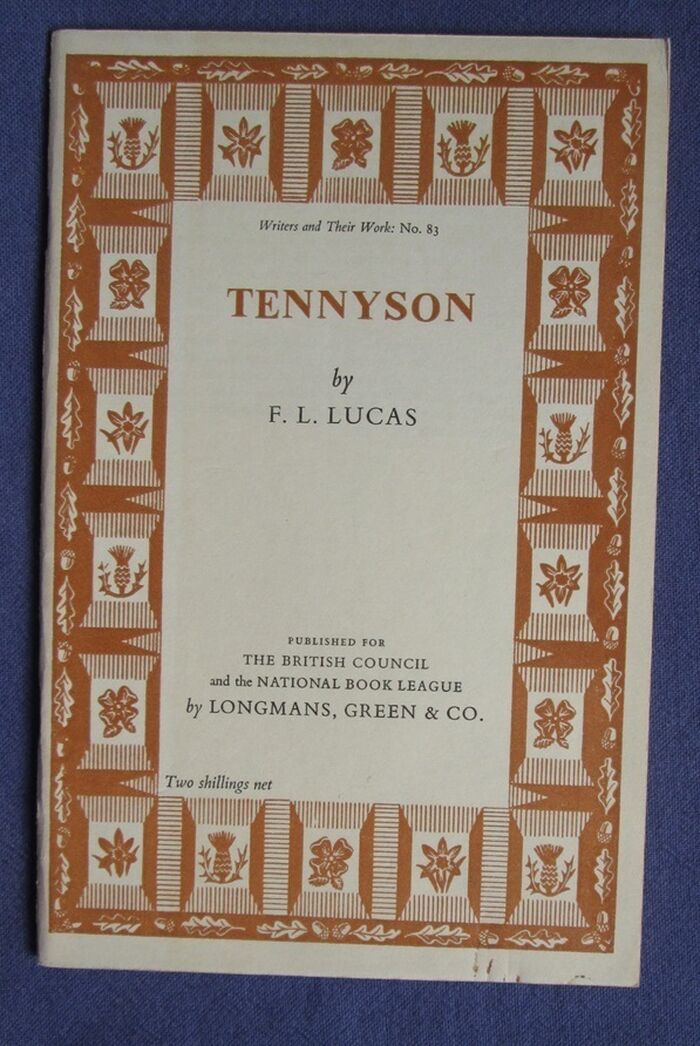 Writers and Their Work: No. 83
TENNYSON
by
F. L. LUCAS
PUBLISHED FOR
THE BRITISH COUNCIL
and the NATIONAL BOOK LEAGUE
by LONGMANS, GREEN & CO.
Two shillings net